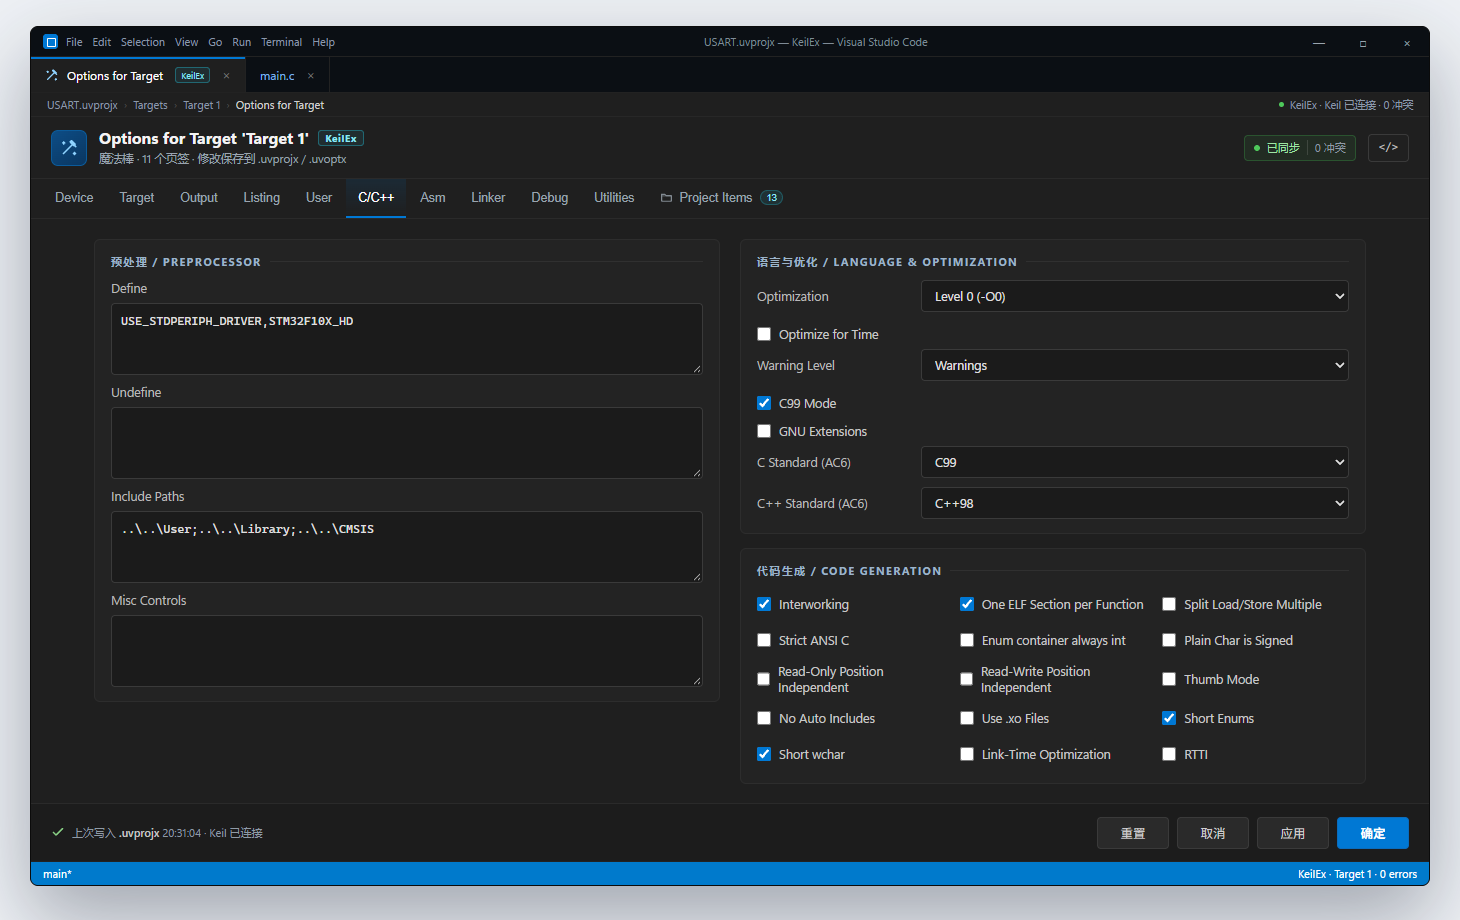 File Edit Selection View Go Run Terminal Help
USART.uvprojx — KeilEx — Visual Studio Code
Options for Target KeilEx × main.c ×
USART.uvprojx › Targets › Target 1 › Options for Target
KeilEx · Keil 已连接 · 0 冲突
Options for Target 'Target 1' KeilEx
魔法棒 · 11 个页签 · 修改保存到 .uvprojx / .uvoptx
已同步 0 冲突 </>
Device Target Output Listing User C/C++ Asm Linker Debug Utilities Project Items 13
预处理 / PREPROCESSOR
Define
USE_STDPERIPH_DRIVER,STM32F10X_HD
Undefine
Include Paths
..\..\User;..\..\Library;..\..\CMSIS
Misc Controls
语言与优化 / LANGUAGE & OPTIMIZATION
Optimization Level 0 (-O0)
Optimize for Time
Warning Level Warnings
C99 Mode
GNU Extensions
C Standard (AC6) C99
C++ Standard (AC6) C++98
代码生成 / CODE GENERATION
Interworking One ELF Section per Function Split Load/Store Multiple
Strict ANSI C Enum container always int Plain Char is Signed
Read-Only Position Independent Read-Write Position Independent Thumb Mode
No Auto Includes Use .xo Files Short Enums
Short wchar Link-Time Optimization RTTI
上次写入 .uvprojx 20:31:04 · Keil 已连接
重置 取消 应用 确定
main*
KeilEx · Target 1 · 0 errors